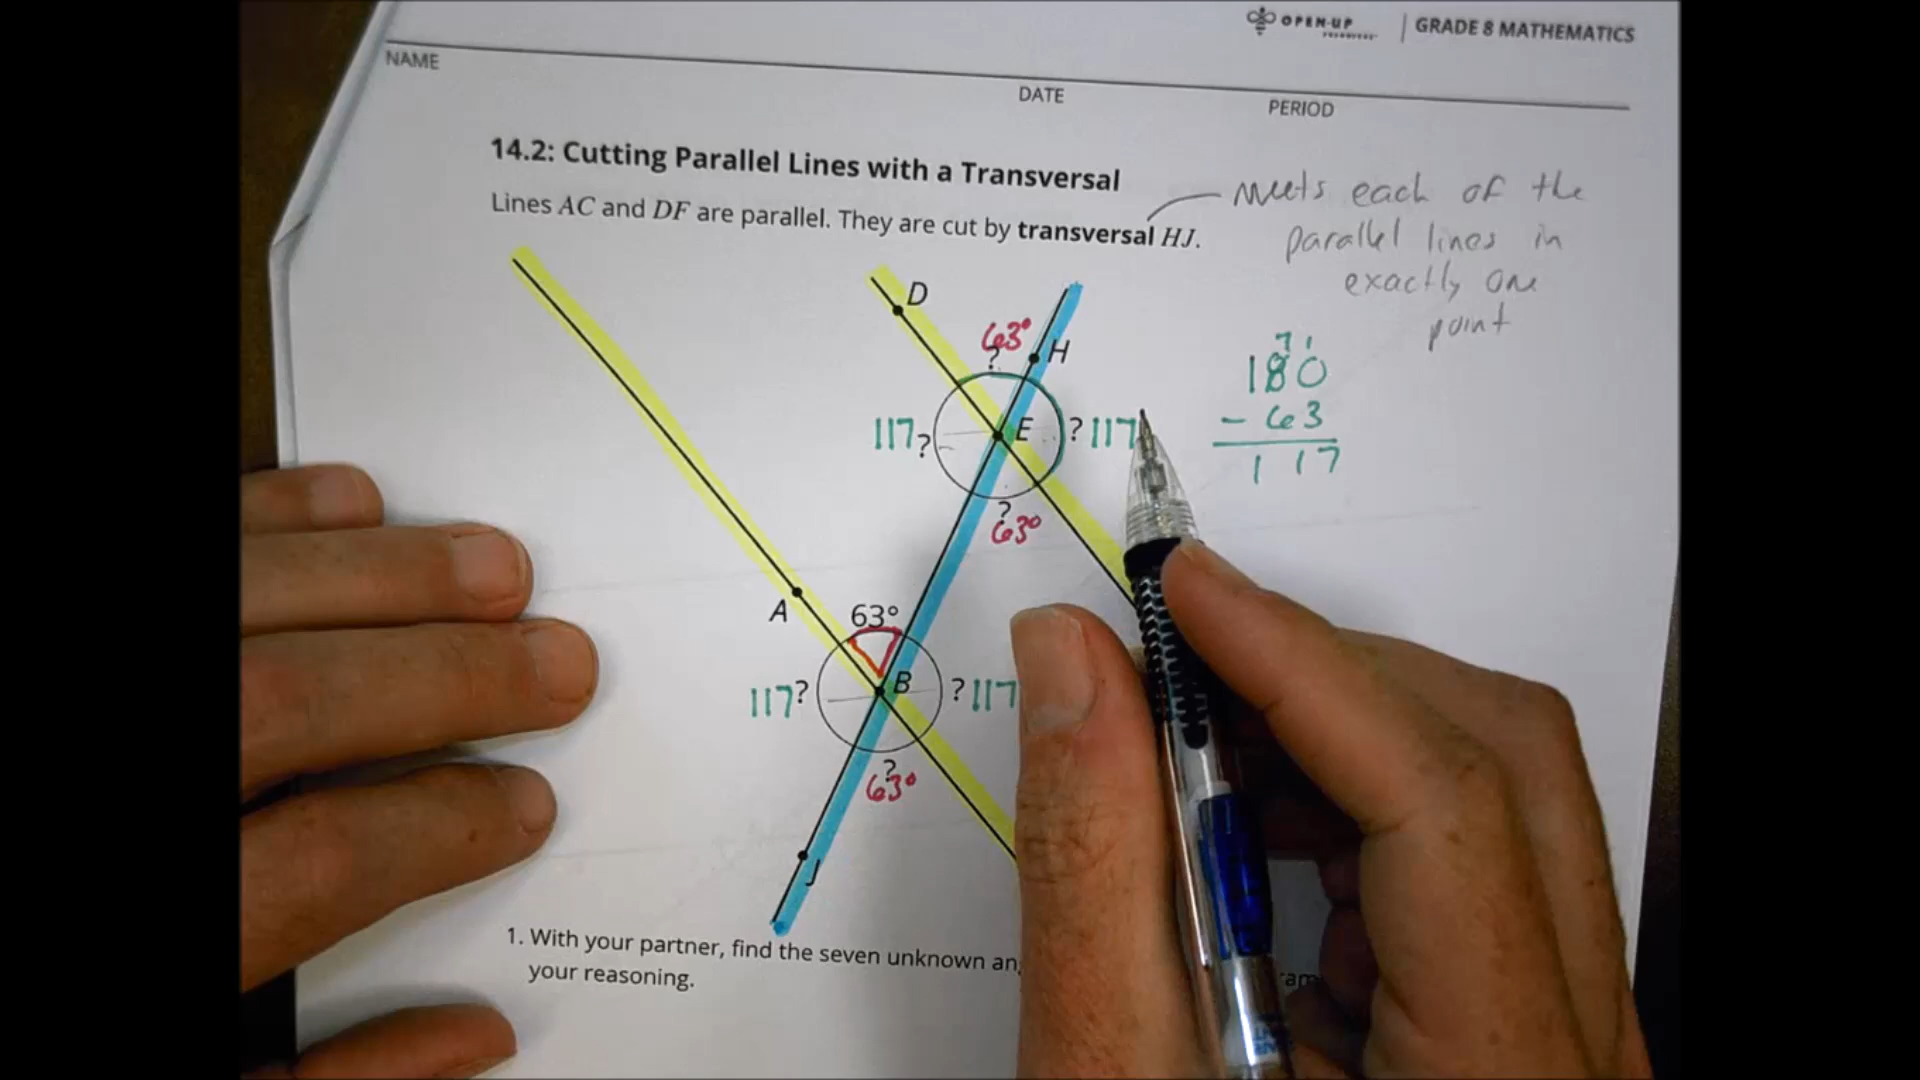 OPEN-UP
GRADE 8 MATHEMATICS
NAME
DATE
PERIOD
14.2: Cutting Parallel Lines with a Transversal
Lines AC and DF are parallel. They are cut by transversal HJ.
meets each of the
parallel lines in
exactly one
point
D
63°
?
H
7 1
180
- 63
117
117 ?
E
? 117
?
63°
A
63°
117 ?
B
? 117
?
63°
J
1. With your partner, find the seven unknown
your reasoning.